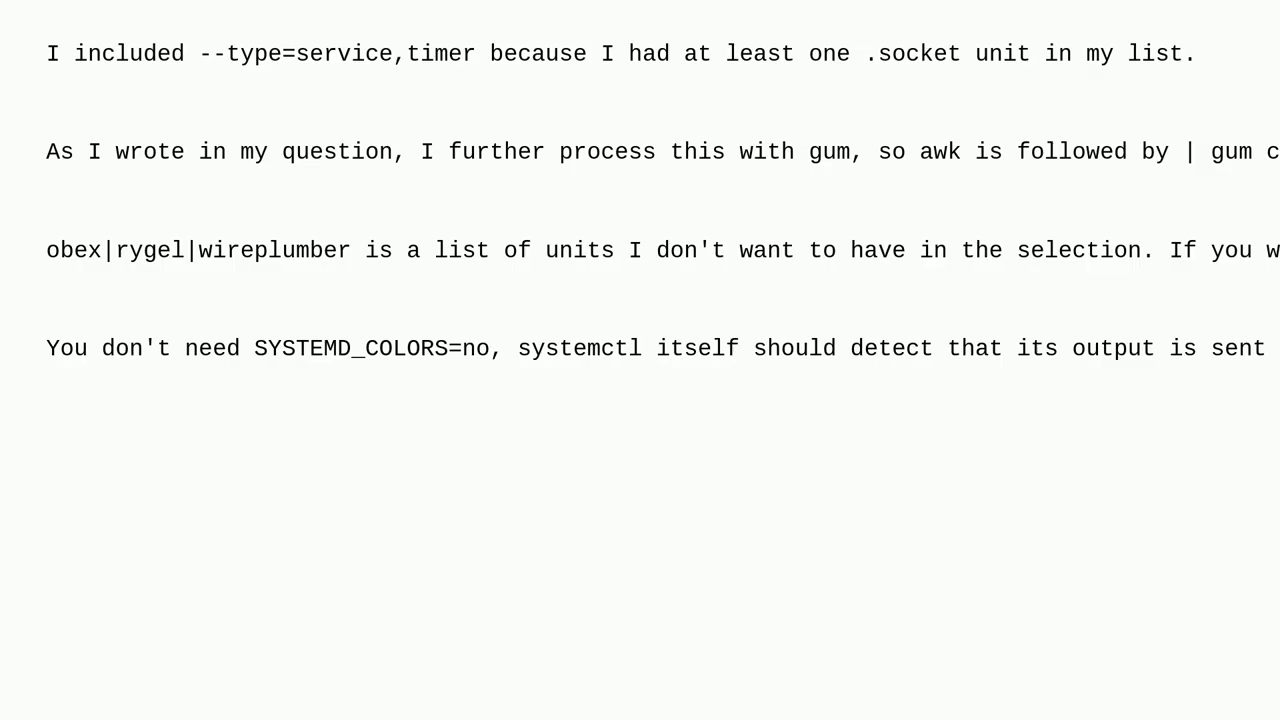 I included --type=service,timer because I had at least one .socket unit in my list.
As I wrote in my question, I further process this with gum, so awk is followed by | gum c
obex|rygel|wireplumber is a list of units I don't want to have in the selection. If you w
You don't need SYSTEMD_COLORS=no, systemctl itself should detect that its output is sent